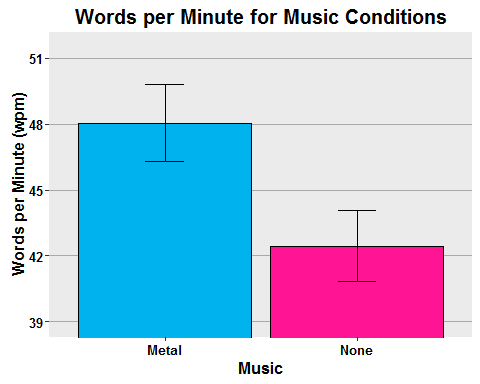 Words per Minute for Music Conditions
Words per Minute (wpm)
51
48
45
42
39
Metal None
Music